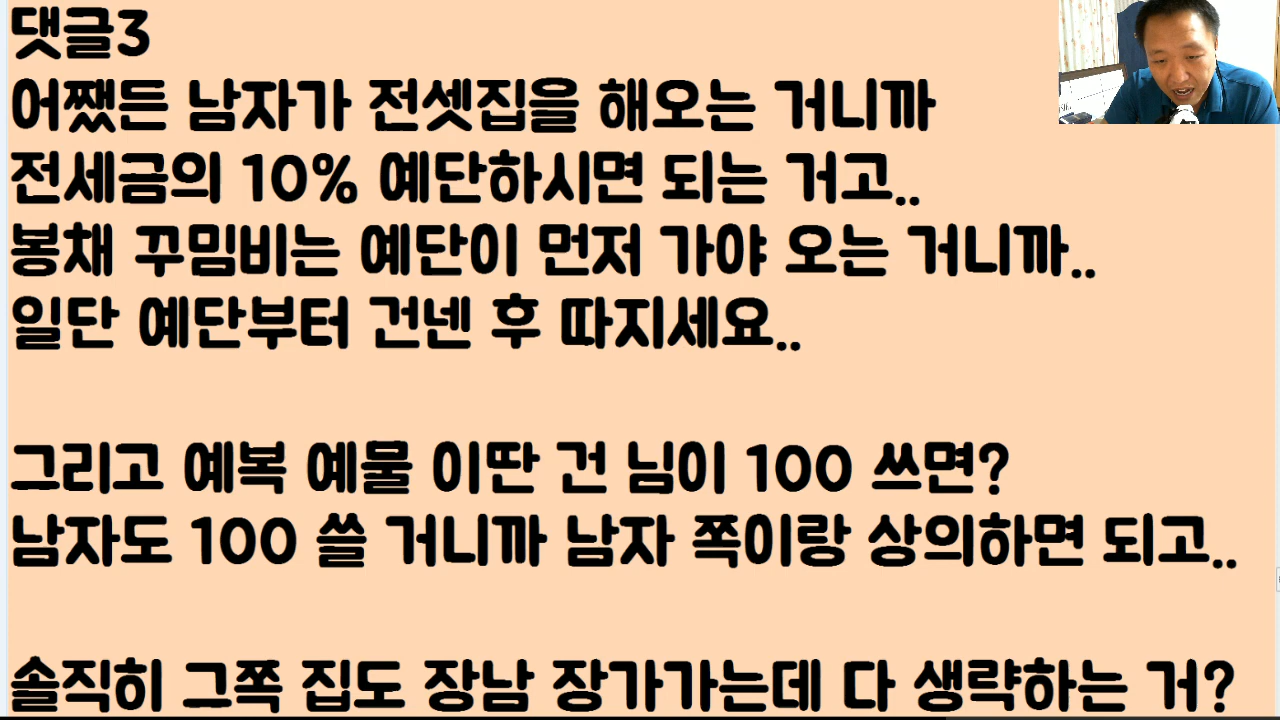 댓글3
어쨌든 남자가 전셋집을 해오는 거니까
전세금의 10% 예단하시면 되는 거고..
봉채 꾸밈비는 예단이 먼저 가야 오는 거니까..
일단 예단부터 건넨 후 따지세요..
그리고 예복 예물 이딴 건 님이 100 쓰면?
남자도 100 쓸 거니까 남자 쪽이랑 상의하면 되고..
솔직히 그쪽 집도 장남 장가가는데 다 생략하는 거?